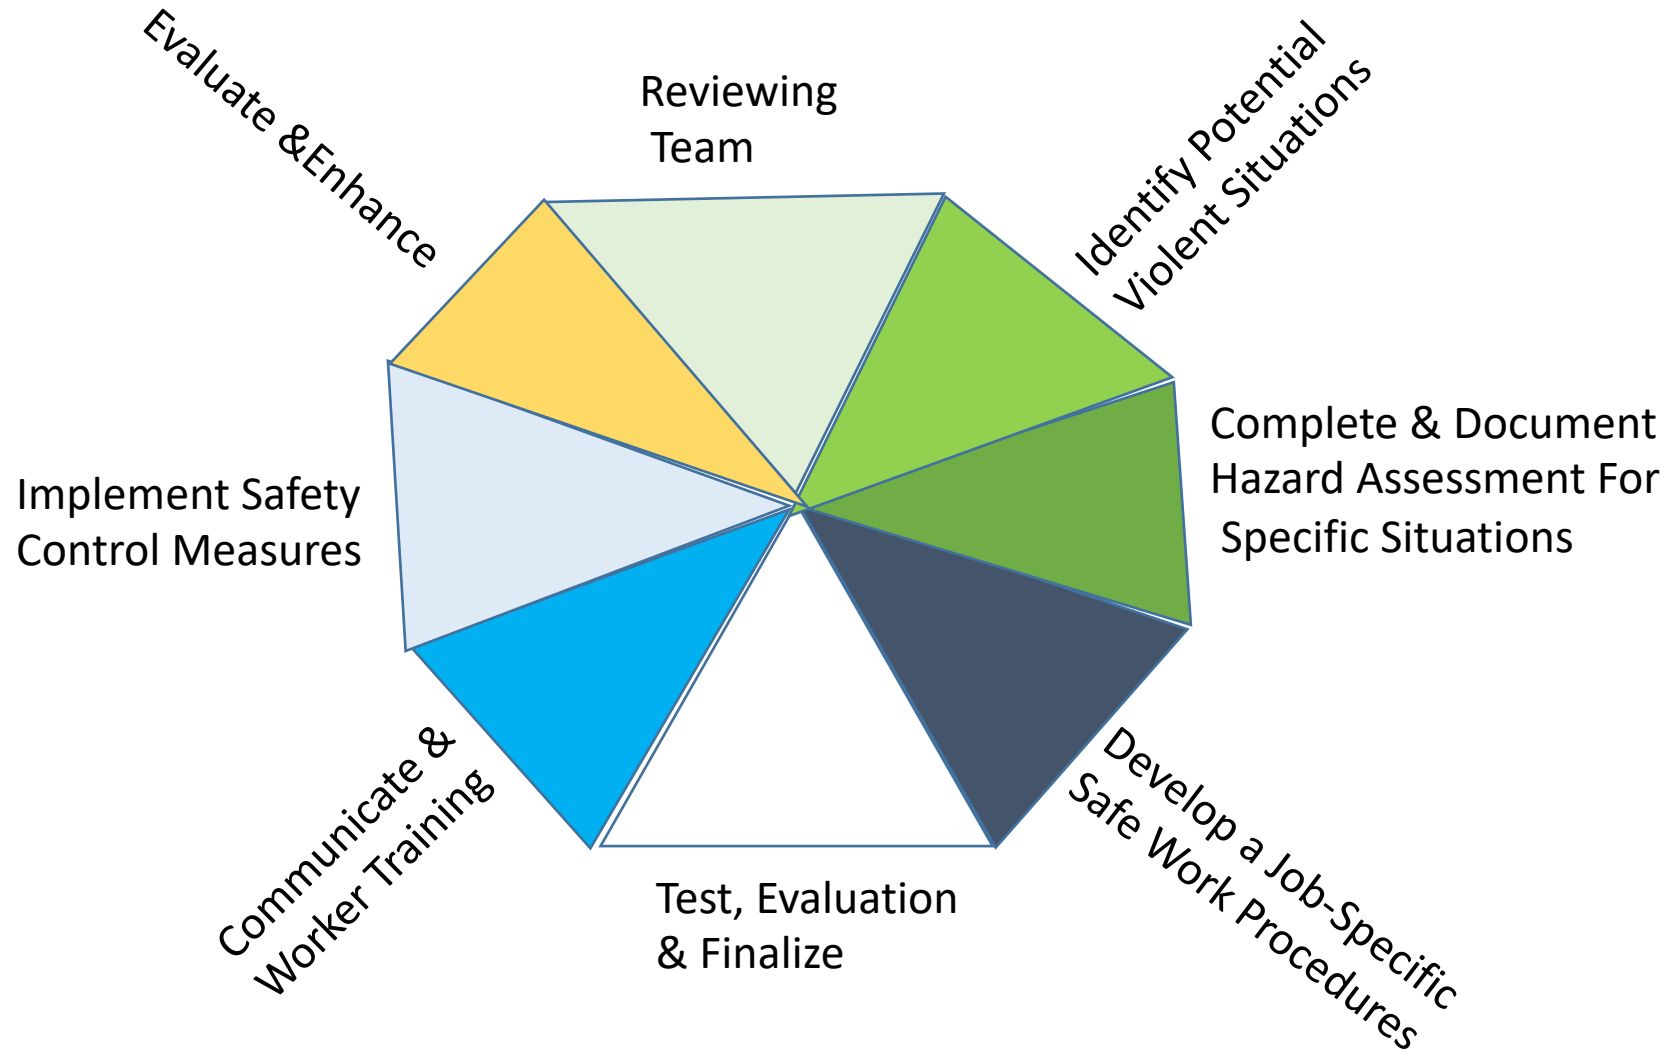 Reviewing
Team
Identify Potential
Violent Situations
Complete & Document
Hazard Assessment For
Specific Situations
Develop a Job-Specific
Safe Work Procedures
Test, Evaluation
& Finalize
Communicate &
Worker Training
Implement Safety
Control Measures
Evaluate &Enhance